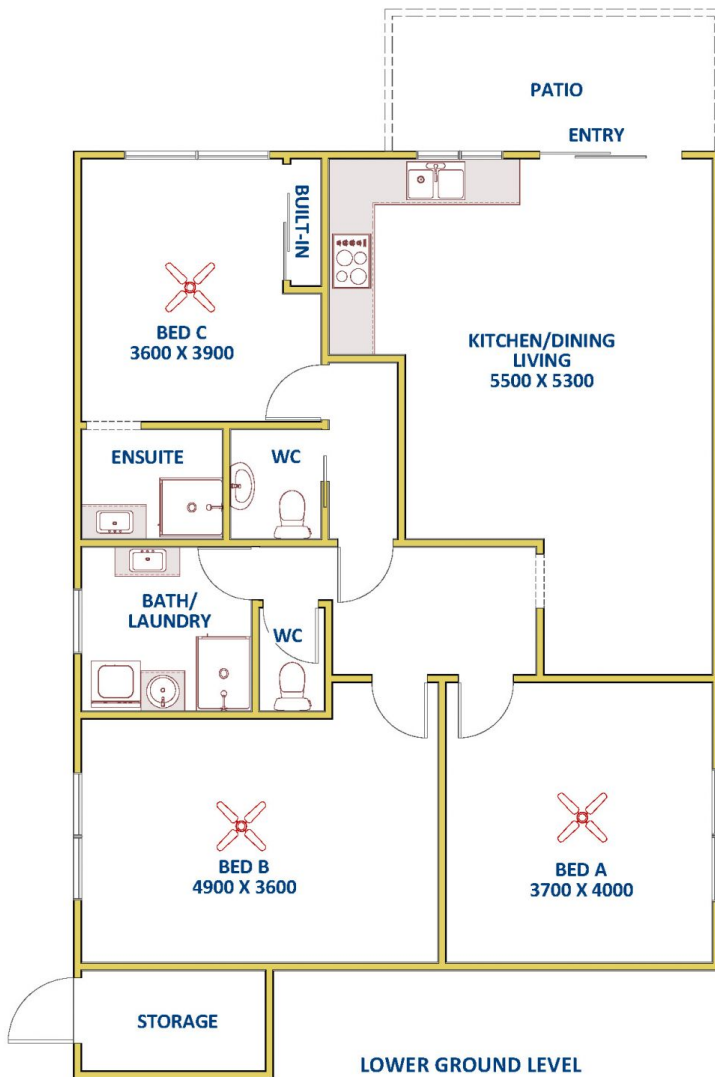 PATIO
ENTRY
BUILT-IN
BED C
3600 X 3900
KITCHEN/DINING
LIVING
5500 X 5300
ENSUITE
WC
BATH/
LAUNDRY
WC
BED B
4900 X 3600
BED A
3700 X 4000
STORAGE
LOWER GROUND LEVEL